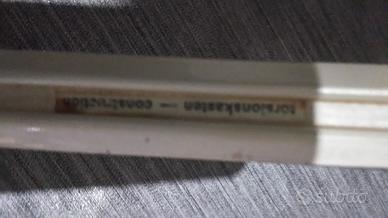 torsionskasten — construction
subito